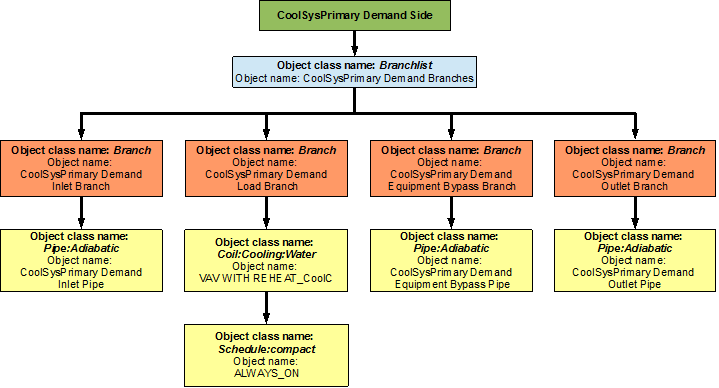 CoolSysPrimary Demand Side
Object class name: Branchlist
Object name: CoolSysPrimary Demand Branches
Object class name: Branch
Object name:
CoolSysPrimary Demand
Inlet Branch
Object class name: Branch
Object name:
CoolSysPrimary Demand
Load Branch
Object class name: Branch
Object name:
CoolSysPrimary Demand
Equipment Bypass Branch
Object class name: Branch
Object name:
CoolSysPrimary Demand
Outlet Branch
Object class name:
Pipe:Adiabatic
Object name:
CoolSysPrimary Demand
Inlet Pipe
Object class name:
Coil:Cooling:Water
Object name:
VAV WITH REHEAT_CoolC
Object class name:
Pipe:Adiabatic
Object name:
CoolSysPrimary Demand
Equipment Bypass Pipe
Object class name:
Pipe:Adiabatic
Object name:
CoolSysPrimary Demand
Outlet Pipe
Object class name:
Schedule:compact
Object name:
ALWAYS_ON